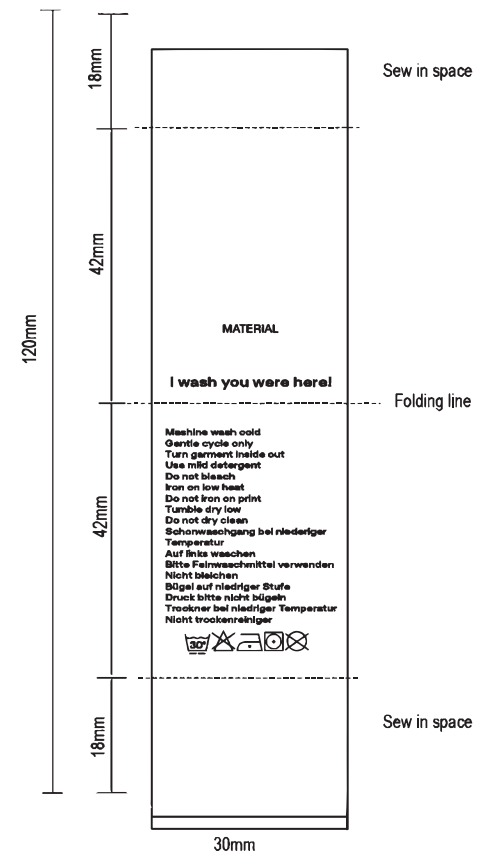 18mm
Sew in space
42mm
120mm
MATERIAL
I wash you were here!
Folding line
Mashine wash cold
Gentle cycle only
Turn garment inside out
Use mild detergent
Do not bleach
Iron on low heat
Do not iron on print
Tumble dry low
Do not dry clean
Schonwaschgang bei niederiger
Temperatur
Auf links waschen
Bitte Feinwaschmittel verwenden
Nicht bleichen
Bügel auf niedriger Stufe
Druck bitte nicht bügeln
Trockner bei niedriger Temperatur
Nicht trockenreiniger
30°
42mm
18mm
Sew in space
30mm